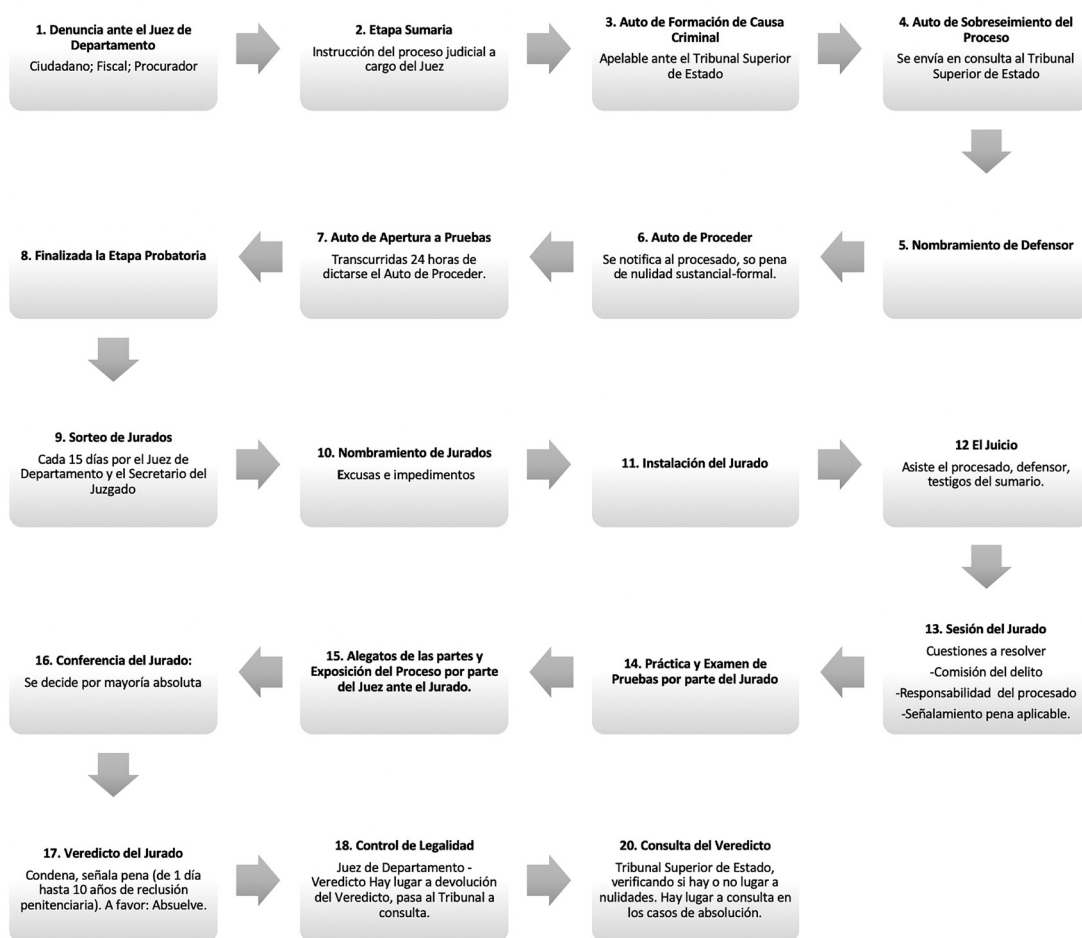 1. Denuncia ante el Juez de
Departamento
Ciudadano; Fiscal; Procurador
2. Etapa Sumaria
Instrucción del proceso judicial a
cargo del Juez
3. Auto de Formación de Causa
Criminal
Apelable ante el Tribunal Superior
de Estado
4. Auto de Sobreseimiento del
Proceso
Se envía en consulta al Tribunal
Superior de Estado
5. Nombramiento de Defensor
6. Auto de Proceder
Se notifica al procesado, so pena
de nulidad sustancial-formal.
7. Auto de Apertura a Pruebas
Transcurridas 24 horas de
dictarse el Auto de Proceder.
8. Finalizada la Etapa Probatoria
9. Sorteo de Jurados
Cada 15 días por el Juez de
Departamento y el Secretario del
Juzgado
10. Nombramiento de Jurados
Excusas e impedimentos
11. Instalación del Jurado
12 El Juicio
Asiste el procesado, defensor,
testigos del sumario.
13. Sesión del Jurado
Cuestiones a resolver
-Comisión del delito
-Responsabilidad del procesado
-Señalamiento pena aplicable.
14. Práctica y Examen de
Pruebas por parte del Jurado
15. Alegatos de las partes y
Exposición del Proceso por parte
del Juez ante el Jurado.
16. Conferencia del Jurado:
Se decide por mayoría absoluta
17. Veredicto del Jurado
Condena, señala pena (de 1 día
hasta 10 años de reclusión
penitenciaria). A favor: Absuelve.
18. Control de Legalidad
Juez de Departamento -
Veredicto Hay lugar a devolución
del Veredicto, pasa al Tribunal a
consulta.
20. Consulta del Veredicto
Tribunal Superior de Estado,
verificando si hay o no lugar a
nulidades. Hay lugar a consulta en
los casos de absolución.